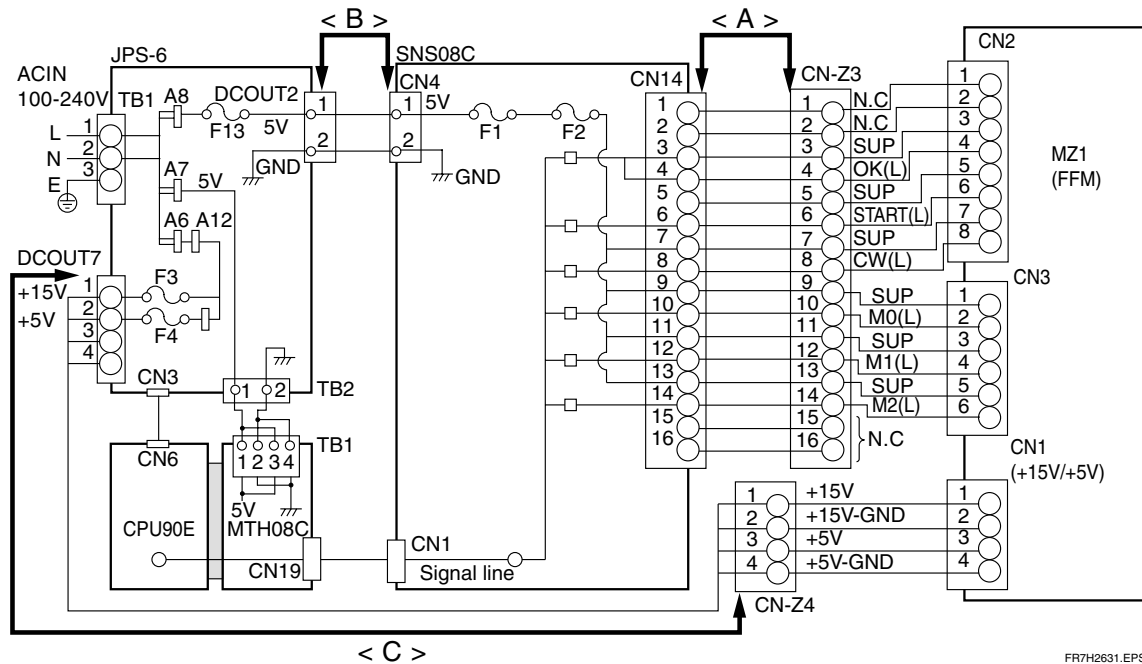 < B >
< A >
JPS-6
SNS08C
CN2
ACIN
100-240V
TB1
A8
DCOUT2
F13
5V
1
2
GND
CN4
1
5V
2
GND
F1
F2
CN14
CN-Z3
L
N
E
1
2
3
A7
5V
A6
A12
DCOUT7
+15V
+5V
1
2
3
4
F3
F4
CN3
1
2
TB2
TB1
1
2
3
4
5V
CN6
CPU90E
MTH08C
CN19
CN1
Signal line
1
2
3
4
5
6
7
8
9
10
11
12
13
14
15
16
1
2
3
4
5
6
7
8
9
10
11
12
13
14
15
16
N.C
N.C
SUP
OK(L)
SUP
START(L)
SUP
CW(L)
SUP
M0(L)
SUP
M1(L)
SUP
M2(L)
N.C
1
2
3
4
5
6
7
8
MZ1
(FFM)
CN3
1
2
3
4
5
6
CN1
(+15V/+5V)
1
2
3
4
1
2
3
4
+15V
+15V-GND
+5V
+5V-GND
CN-Z4
< C >
FR7H2631.EPS